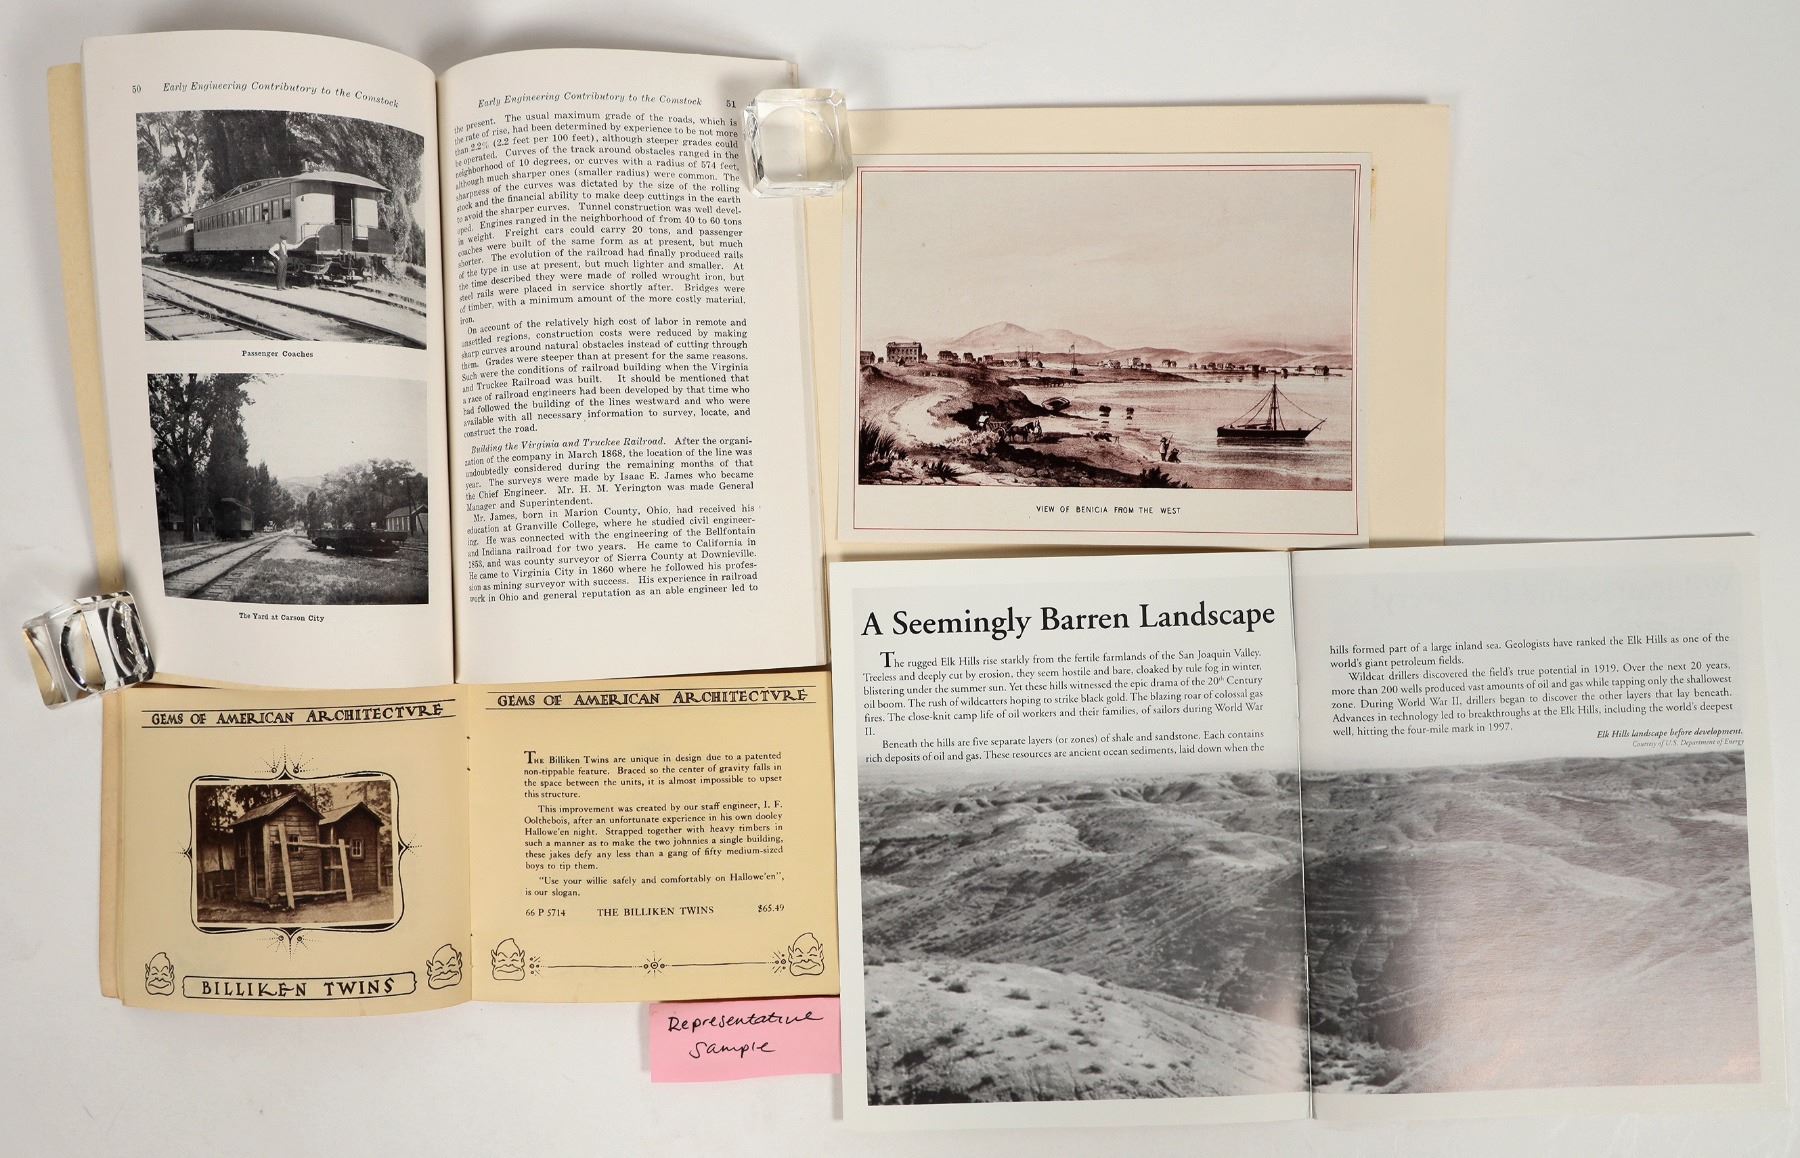 50 Early Engineering Contributory to the Comstock
Passenger Coaches
The Yard at Carson City
Early Engineering Contributory to the Comstock 51
the present. The usual maximum grade of the roads, which is
the rate of rise, had been determined by experience to be not more
than 2.2% (2.2 feet per 100 feet), although steeper grades could
be operated. Curves of the track around obstacles ranged in the
neighborhood of 10 degrees, or curves with a radius of 574 feet,
although much sharper ones (smaller radius) were common. The
sharpness of the curves was dictated by the size of the rolling
stock and the financial ability to make deep cuttings in the earth
to avoid the sharper curves. Tunnel construction was well devel-
oped. Engines ranged in the neighborhood of from 40 to 60 tons
in weight. Freight cars could carry 20 tons, and passenger
coaches were built of the same form as at present, but much
shorter. The evolution of the railroad had finally produced rails
of the type in use at present, but much lighter and smaller. At
the time described they were made of rolled wrought iron, but
steel rails were placed in service shortly after. Bridges were
of timber, with a minimum amount of the more costly material,
iron.
On account of the relatively high cost of labor in remote and
unsettled regions, construction costs were reduced by making
sharp curves around natural obstacles instead of cutting through
them. Grades were steeper than at present for the same reasons.
Such were the conditions of railroad building when the Virginia
and Truckee Railroad was built. It should be mentioned that
a race of railroad engineers had been developed by that time who
had followed the building of the lines westward and who were
available with all necessary information to survey, locate, and
construct the road.
Building the Virginia and Truckee Railroad. After the organi-
zation of the company in March 1868, the location of the line was
undoubtedly considered during the remaining months of that
year. The surveys were made by Isaac E. James who became
the Chief Engineer. Mr. H. M. Yerington was made General
Manager and Superintendent.
Mr. James, born in Marion County, Ohio, had received his
education at Granville College, where he studied civil engineer-
ing. He was connected with the engineering of the Bellfontain
and Indiana railroad for two years. He came to California in
1853, and was county surveyor of Sierra County at Downieville.
He came to Virginia City in 1860 where he followed his profes-
sion as mining surveyor with success. His experience in railroad
work in Ohio and general reputation as an able engineer led to
VIEW OF BENICIA FROM THE WEST
GEMS OF AMERICAN ARCHITECTVRE
BILLIKEN TWINS
GEMS OF AMERICAN ARCHITECTVRE
THE Billiken Twins are unique in design due to a patented
non-tippable feature. Braced so the center of gravity falls in
the space between the units, it is almost impossible to upset
this structure.
This improvement was created by our staff engineer, I. F.
Oolthebois, after an unfortunate experience in his own dooley
Hallowe'en night. Strapped together with heavy timbers in
such a manner as to make the two johnnies a single building,
these jakes defy any less than a gang of fifty medium-sized
boys to tip them.
"Use your willie safely and comfortably on Hallowe'en",
is our slogan.
66 P 5714 THE BILLIKEN TWINS $65.49
Representative
Sample
A Seemingly Barren Landscape
The rugged Elk Hills rise starkly from the fertile farmlands of the San Joaquin Valley.
Treeless and deeply cut by erosion, they seem hostile and bare, cloaked by tule fog in winter,
blistering under the summer sun. Yet these hills witnessed the epic drama of the 20th Century
oil boom. The rush of wildcatters hoping to strike black gold. The blazing roar of colossal gas
fires. The close-knit camp life of oil workers and their families, of sailors during World War
II.
Beneath the hills are five separate layers (or zones) of shale and sandstone. Each contains
rich deposits of oil and gas. These resources are ancient ocean sediments, laid down when the
hills formed part of a large inland sea. Geologists have ranked the Elk Hills as one of the
world's giant petroleum fields.
Wildcat drillers discovered the field's true potential in 1919. Over the next 20 years,
more than 200 wells produced vast amounts of oil and gas while tapping only the shallowest
zone. During World War II, drillers began to discover the other layers that lay beneath.
Advances in technology led to breakthroughs at the Elk Hills, including the world's deepest
well, hitting the four-mile mark in 1997.
Elk Hills landscape before development.
Courtesy of U.S. Department of Energy